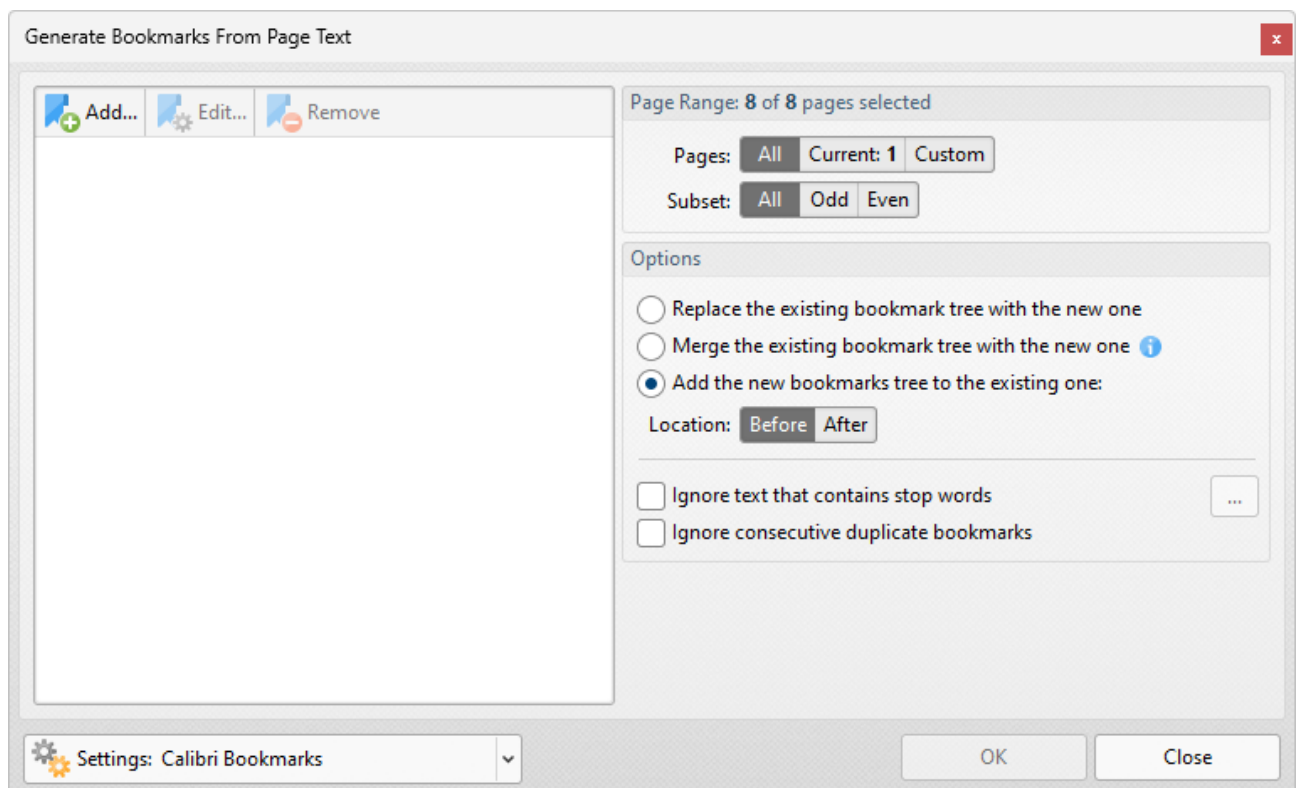 Generate Bookmarks From Page Text
x
Add... Edit... Remove
Page Range: 8 of 8 pages selected
Pages: All Current: 1 Custom
Subset: All Odd Even
Options
Replace the existing bookmark tree with the new one
Merge the existing bookmark tree with the new one i
Add the new bookmarks tree to the existing one:
Location: Before After
Ignore text that contains stop words ...
Ignore consecutive duplicate bookmarks
Settings: Calibri Bookmarks
OK Close